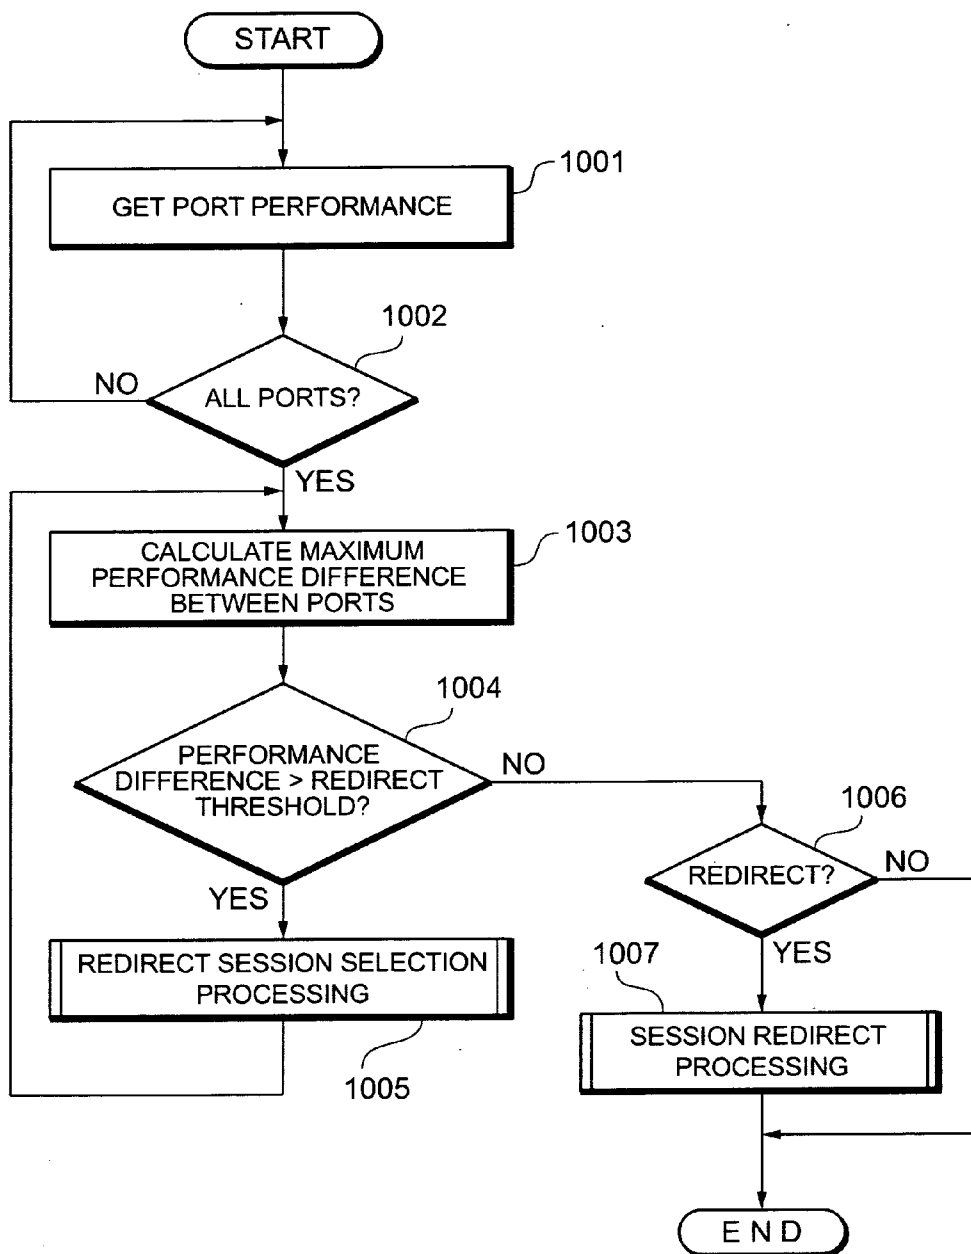 START
1001
GET PORT PERFORMANCE
1002
NO
ALL PORTS?
YES
1003
CALCULATE MAXIMUM
PERFORMANCE DIFFERENCE
BETWEEN PORTS
1004
PERFORMANCE
DIFFERENCE > REDIRECT
THRESHOLD?
NO
1006
REDIRECT?
NO
YES
YES
1007
REDIRECT SESSION SELECTION
PROCESSING
SESSION REDIRECT
PROCESSING
1005
END